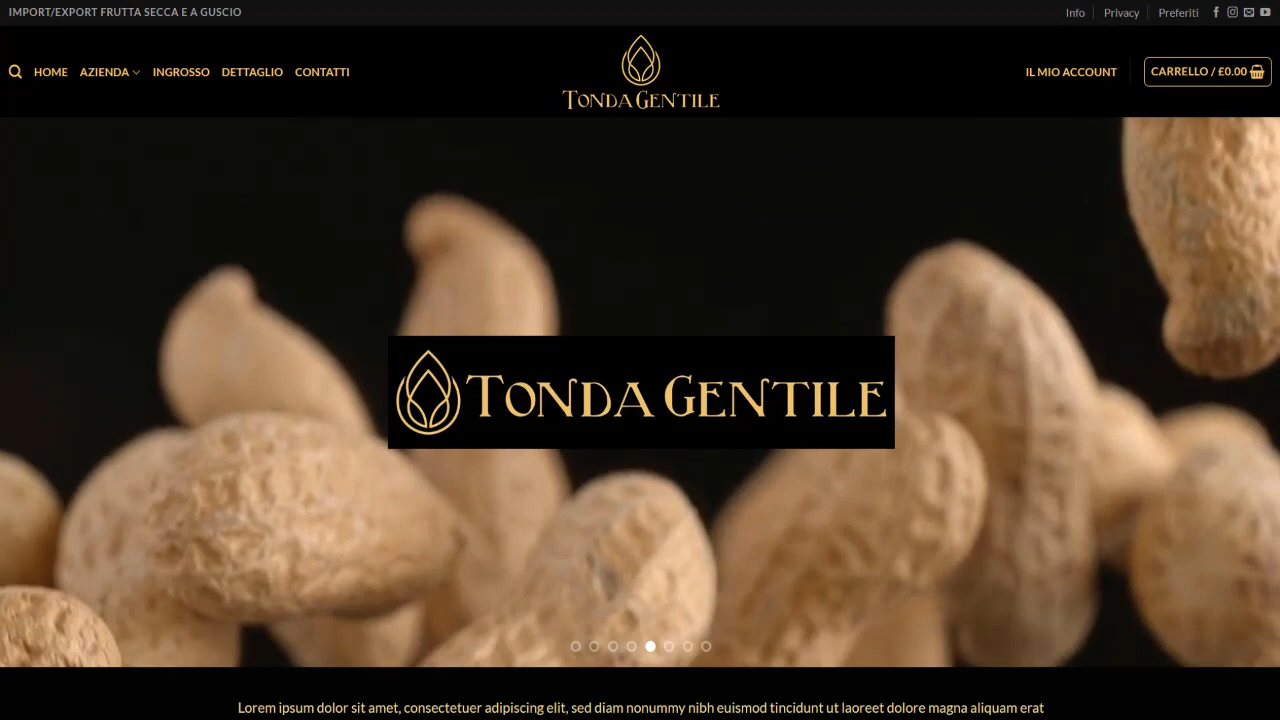 IMPORT/EXPORT FRUTTA SECCA E A GUSCIO
Info
Privacy
Preferiti
HOME
AZIENDA
INGROSSO
DETTAGLIO
CONTATTI
TONDA GENTILE
IL MIO ACCOUNT
CARRELLO / £0.00
TONDA GENTILE
Lorem ipsum dolor sit amet, consectetuer adipiscing elit, sed diam nonummy nibh euismod tincidunt ut laoreet dolore magna aliquam erat